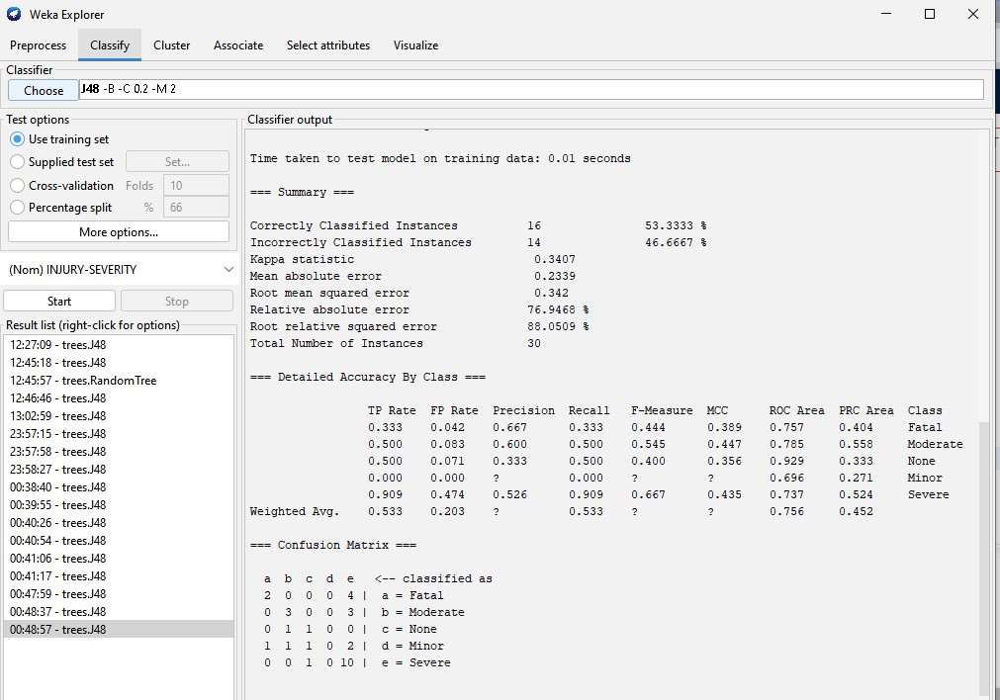 Weka Explorer
Preprocess Classify Cluster Associate Select attributes Visualize
Classifier
Choose J48 -B -C 0.2 -M 2
Test options
Use training set
Supplied test set Set...
Cross-validation Folds 10
Percentage split % 66
More options...
(Nom) INJURY-SEVERITY
Start Stop
Result list (right-click for options)
12:27:09 - trees.J48
12:45:18 - trees.J48
12:45:57 - trees.RandomTree
12:46:46 - trees.J48
13:02:59 - trees.J48
23:57:15 - trees.J48
23:57:58 - trees.J48
23:58:27 - trees.J48
00:38:40 - trees.J48
00:39:55 - trees.J48
00:40:26 - trees.J48
00:40:54 - trees.J48
00:41:06 - trees.J48
00:41:17 - trees.J48
00:47:59 - trees.J48
00:48:37 - trees.J48
00:48:57 - trees.J48
Classifier output
Time taken to test model on training data: 0.01 seconds
=== Summary ===
Correctly Classified Instances 16 53.3333 %
Incorrectly Classified Instances 14 46.6667 %
Kappa statistic 0.3407
Mean absolute error 0.2339
Root mean squared error 0.342
Relative absolute error 76.9468 %
Root relative squared error 88.0509 %
Total Number of Instances 30
=== Detailed Accuracy By Class ===
TP Rate FP Rate Precision Recall F-Measure MCC ROC Area PRC Area Class
0.333 0.042 0.667 0.333 0.444 0.389 0.757 0.404 Fatal
0.500 0.083 0.600 0.500 0.545 0.447 0.785 0.558 Moderate
0.500 0.071 0.333 0.500 0.400 0.356 0.929 0.333 None
0.000 0.000 ? 0.000 ? ? 0.696 0.271 Minor
0.909 0.474 0.526 0.909 0.667 0.435 0.737 0.524 Severe
Weighted Avg. 0.533 0.203 ? 0.533 ? ? 0.756 0.452
=== Confusion Matrix ===
a b c d e <-- classified as
2 0 0 0 4 | a = Fatal
0 3 0 0 3 | b = Moderate
0 1 1 0 0 | c = None
1 1 1 0 2 | d = Minor
0 0 1 0 10 | e = Severe